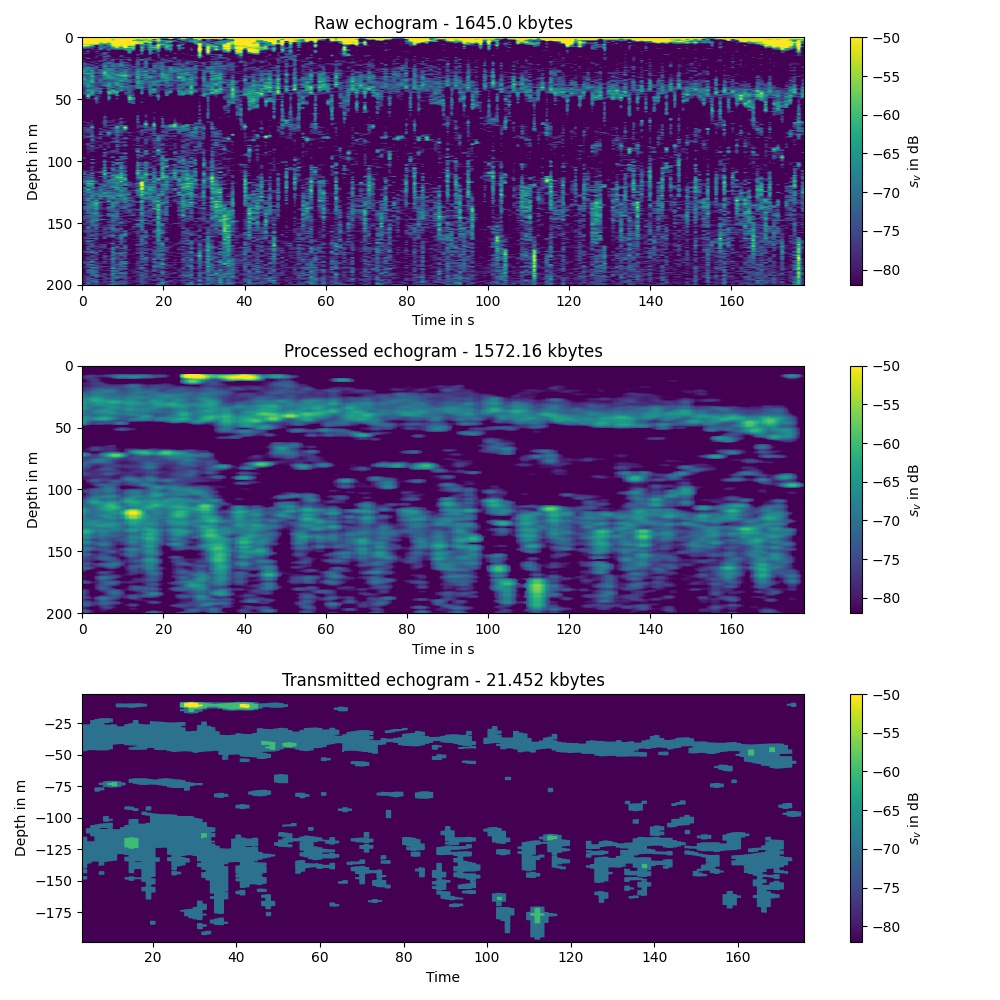 Raw echogram - 1645.0 kbytes
0
50
100
150
200
Depth in m
0 20 40 60 80 100 120 140 160
Time in s
−50
−55
−60
−65
−70
−75
−80
sv in dB
Processed echogram - 1572.16 kbytes
0
50
100
150
200
Depth in m
0 20 40 60 80 100 120 140 160
Time in s
−50
−55
−60
−65
−70
−75
−80
sv in dB
Transmitted echogram - 21.452 kbytes
−25
−50
−75
−100
−125
−150
−175
Depth in m
20 40 60 80 100 120 140 160
Time
−50
−55
−60
−65
−70
−75
−80
sv in dB